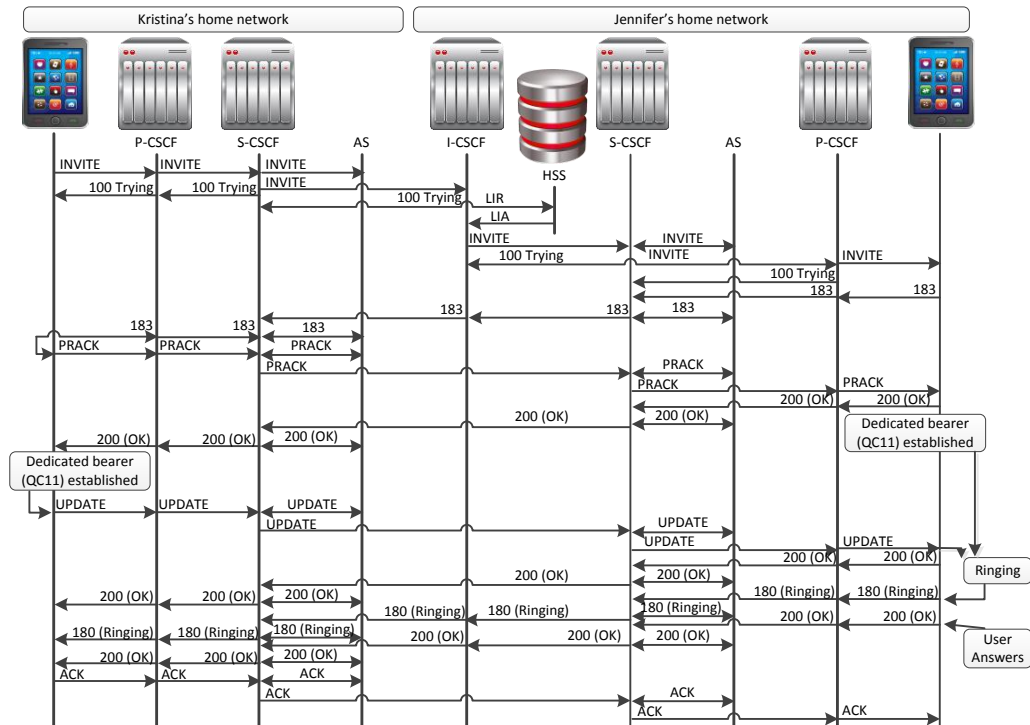 Kristina's home network
Jennifer's home network
P-CSCF
S-CSCF
AS
I-CSCF
HSS
S-CSCF
AS
P-CSCF
INVITE
INVITE
INVITE
INVITE
100 Trying
100 Trying
100 Trying
LIR
LIA
INVITE
INVITE
100 Trying
INVITE
INVITE
100 Trying
183
183
183
183
183
183
183
183
PRACK
PRACK
PRACK
PRACK
PRACK
PRACK
PRACK
200 (OK)
200 (OK)
200 (OK)
200 (OK)
200 (OK)
200 (OK)
200 (OK)
Dedicated bearer
(QC11) established
Dedicated bearer
(QC11) established
UPDATE
UPDATE
UPDATE
UPDATE
UPDATE
UPDATE
UPDATE
200 (OK)
200 (OK)
200 (OK)
200 (OK)
Ringing
200 (OK)
200 (OK)
200 (OK)
180 (Ringing)
180 (Ringing)
180 (Ringing)
180 (Ringing)
180 (Ringing)
200 (OK)
200 (OK)
180 (Ringing)
180 (Ringing)
180 (Ringing)
200 (OK)
200 (OK)
200 (OK)
User
Answers
200 (OK)
200 (OK)
200 (OK)
ACK
ACK
ACK
ACK
ACK
ACK
ACK